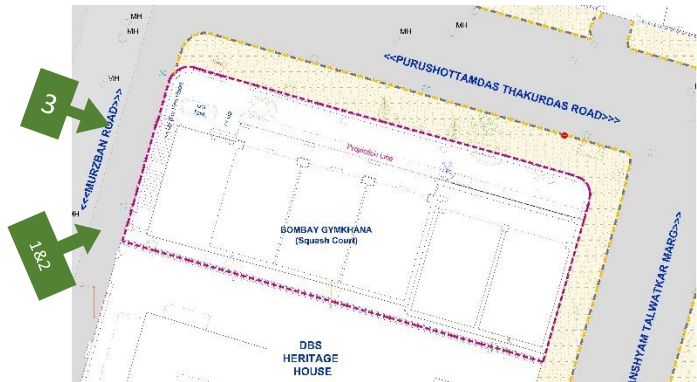 MH
MH
MH
MH
MH
MH
<<PURUSHOTTAMDAS THAKURDAS ROAD>>>
3
<<<MURZBAN ROAD>>>
Projection Line
1&2
BOMBAY GYMKHANA
(Squash Court)
DBS
HERITAGE
HOUSE
ANSHYAM TALWATKAR MARG>>>